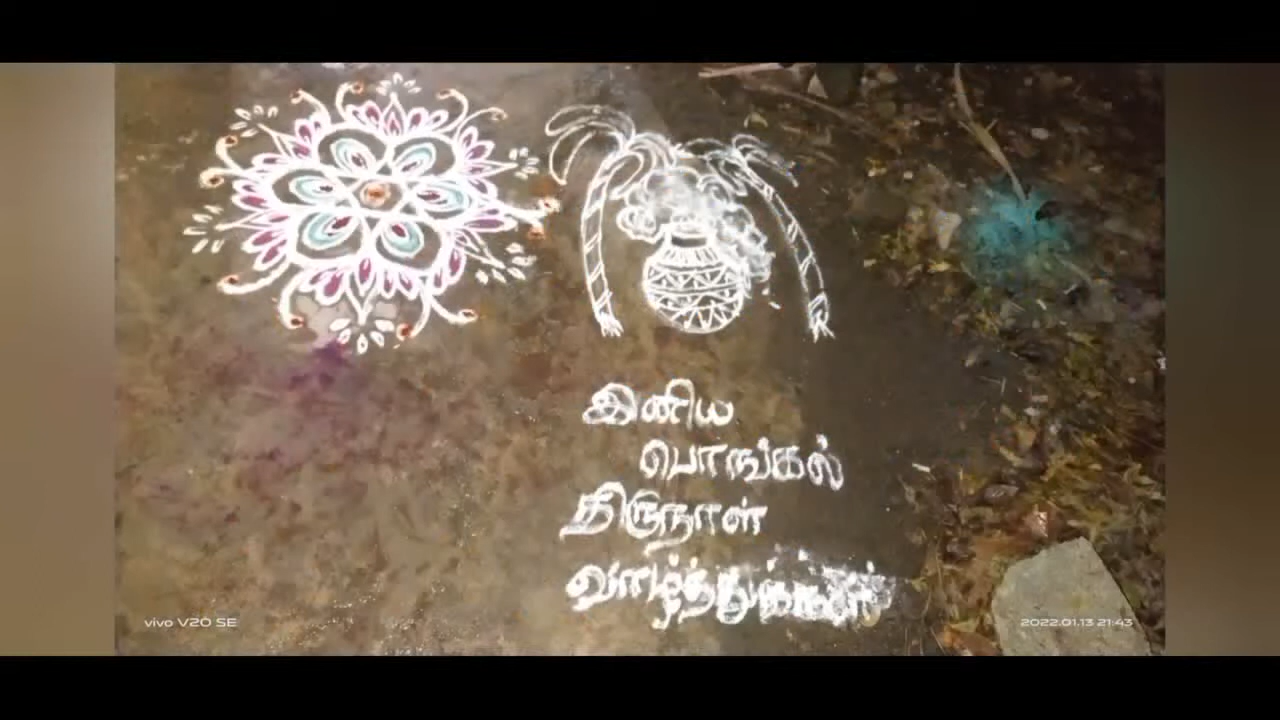 இனிய
பொங்கல்
திருநாள்
வாழ்த்துக்கள்
vivo V20 SE
2022.01.13 21:43